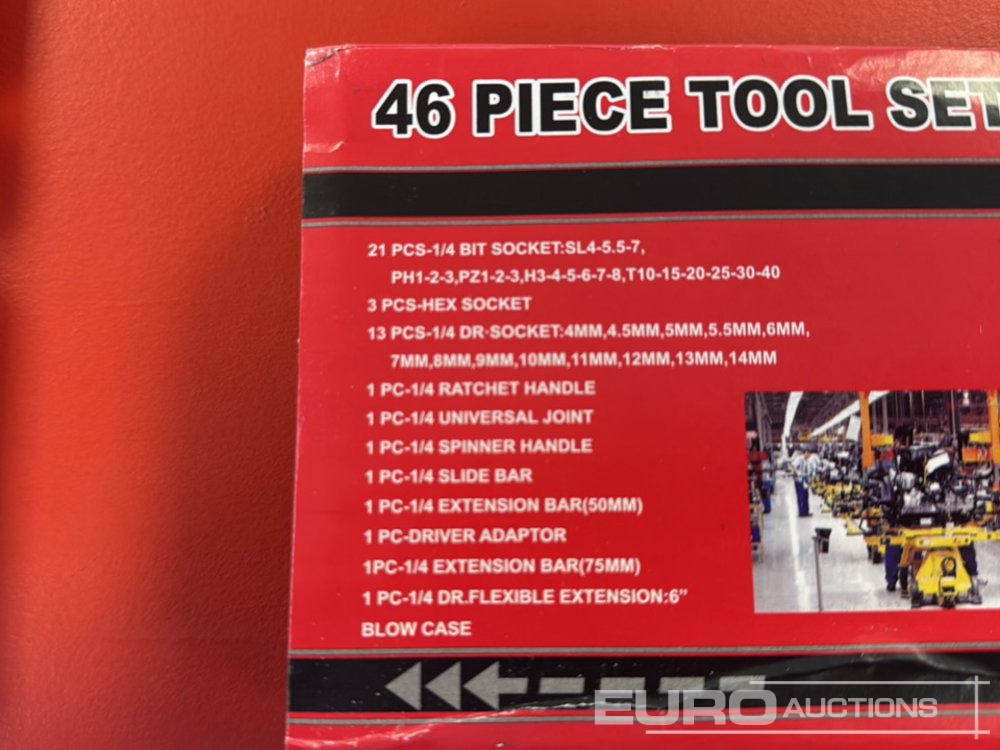 46 PIECE TOOL SET
21 PCS-1/4 BIT SOCKET:SL4-5.5-7,
PH1-2-3,PZ1-2-3,H3-4-5-6-7-8,T10-15-20-25-30-40
3 PCS-HEX SOCKET
13 PCS-1/4 DR·SOCKET:4MM,4.5MM,5MM,5.5MM,6MM,
7MM,8MM,9MM,10MM,11MM,12MM,13MM,14MM
1 PC-1/4 RATCHET HANDLE
1 PC-1/4 UNIVERSAL JOINT
1 PC-1/4 SPINNER HANDLE
1 PC-1/4 SLIDE BAR
1 PC-1/4 EXTENSION BAR(50MM)
1 PC-DRIVER ADAPTOR
1PC-1/4 EXTENSION BAR(75MM)
1 PC-1/4 DR.FLEXIBLE EXTENSION:6"
BLOW CASE
EURO AUCTIONS